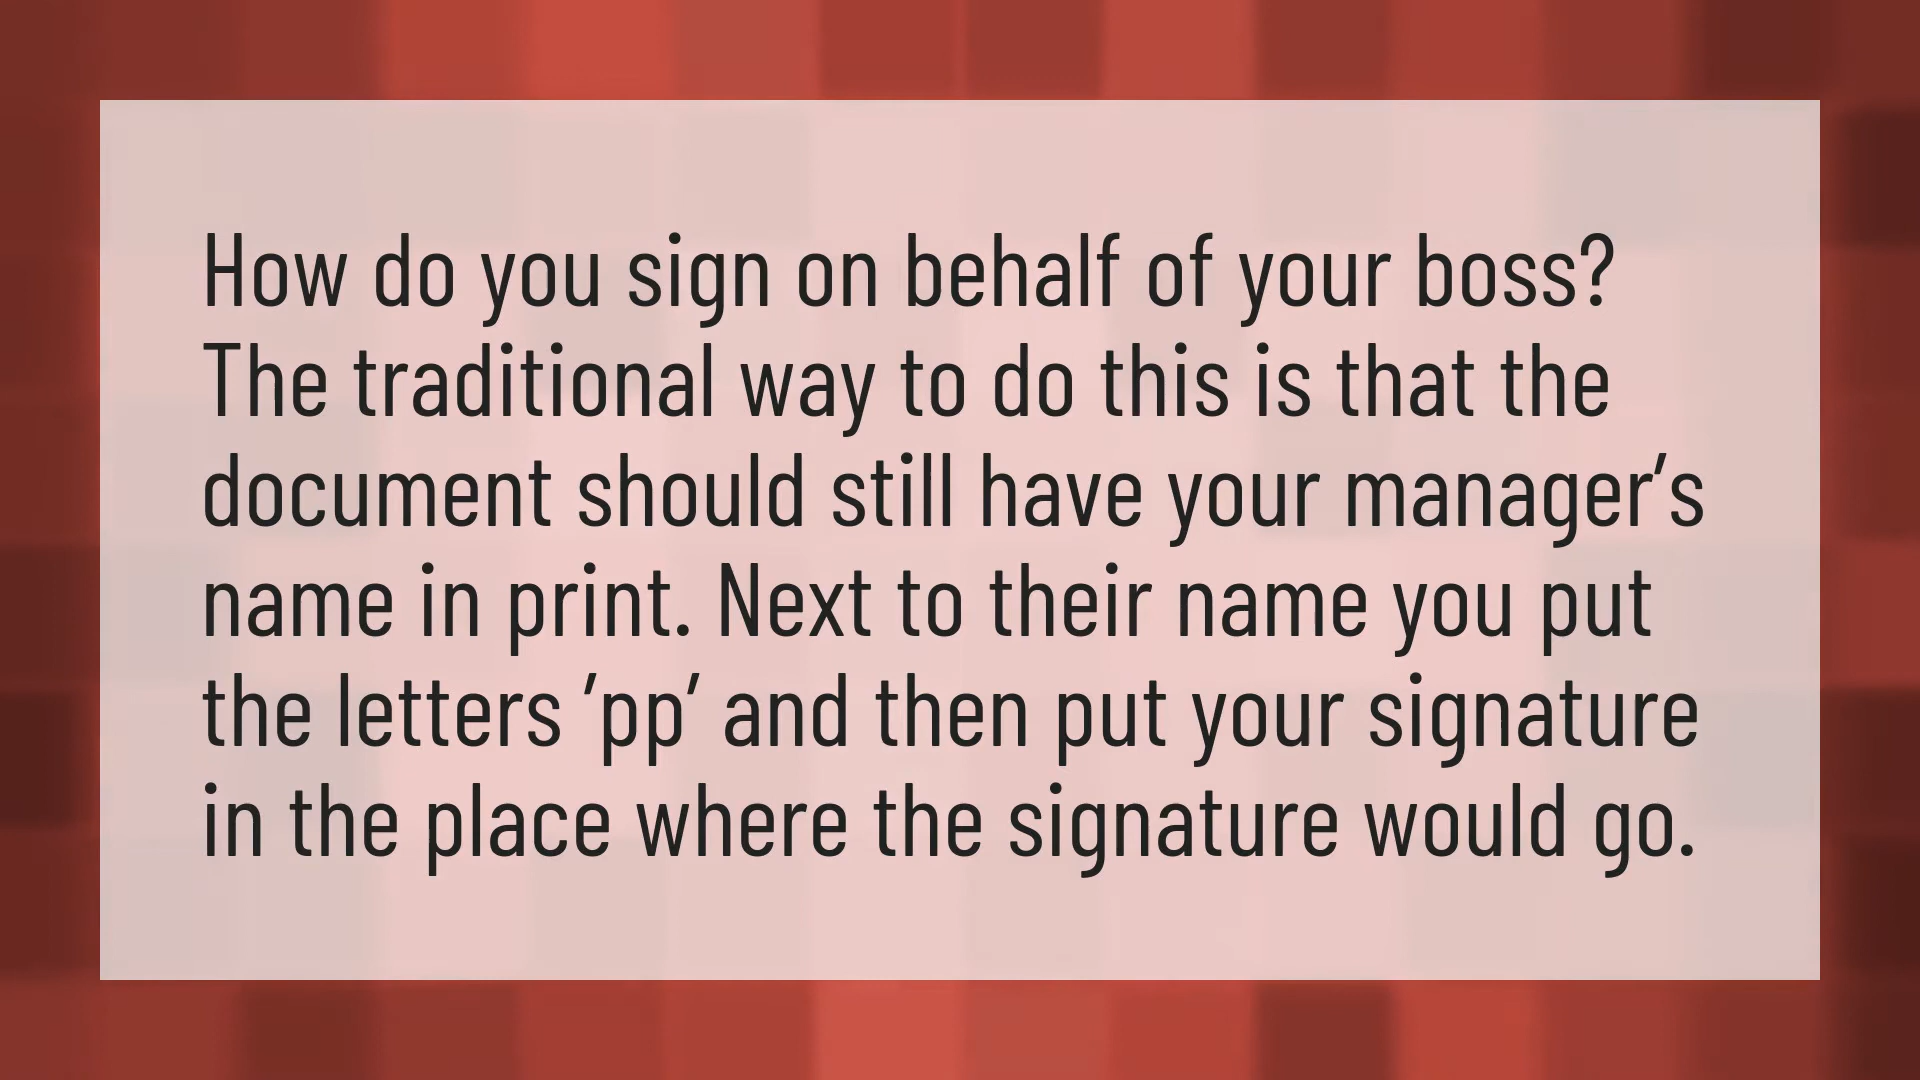 How do you sign on behalf of your boss?
The traditional way to do this is that the
document should still have your manager's
name in print. Next to their name you put
the letters 'pp' and then put your signature
in the place where the signature would go.